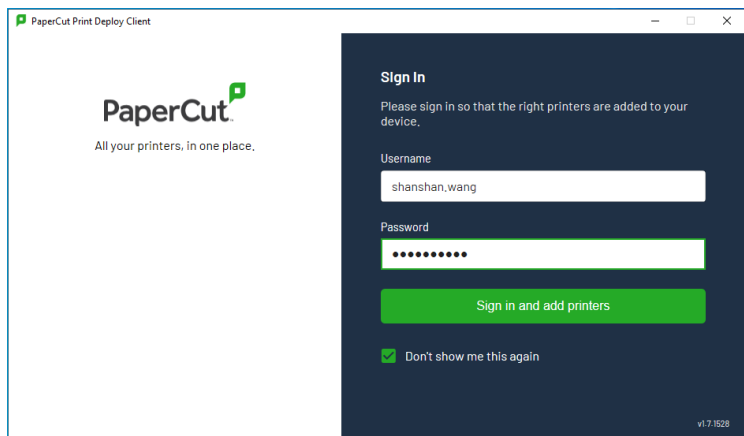 PaperCut Print Deploy Client
PaperCut
All your printers, in one place.
Sign In
Please sign in so that the right printers are added to your
device.
Username
shanshan.wang
Password
●●●●●●●●●●
Sign in and add printers
Don't show me this again
v1.7.1528